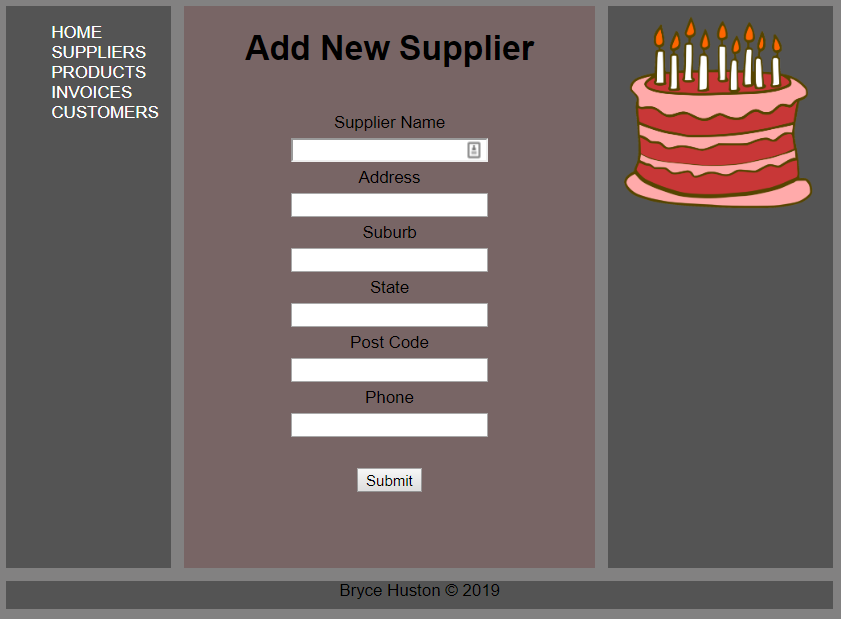 HOME
SUPPLIERS
PRODUCTS
INVOICES
CUSTOMERS
Add New Supplier
Supplier Name
Address
Suburb
State
Post Code
Phone
Submit
Bryce Huston © 2019